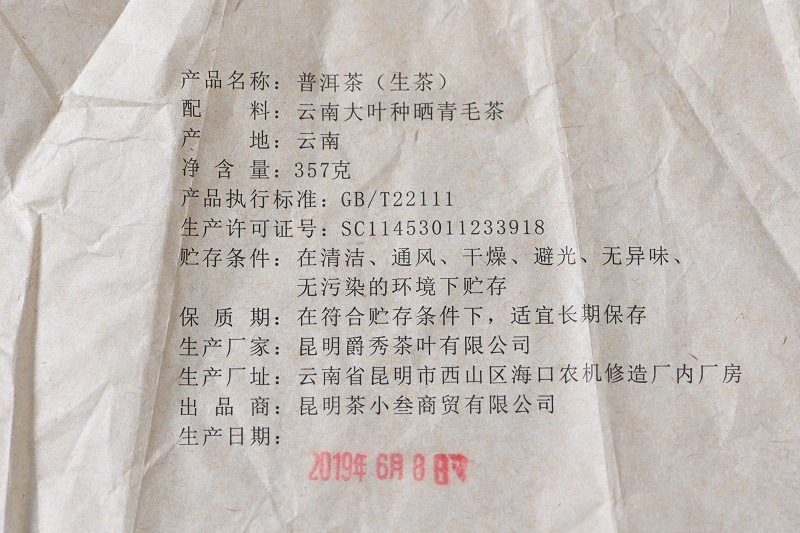 产品名称：普洱茶（生茶）
配 料：云南大叶种晒青毛茶
产 地：云南
净 含 量：357克
产品执行标准：GB/T22111
生产许可证号：SC11453011233918
贮存条件：在清洁、通风、干燥、避光、无异味、
无污染的环境下贮存
保 质 期：在符合贮存条件下，适宜长期保存
生产厂家：昆明爵秀茶叶有限公司
生产厂址：云南省昆明市西山区海口农机修造厂内厂房
出 品 商：昆明茶小叁商贸有限公司
生产日期：
2019年 6月 8日